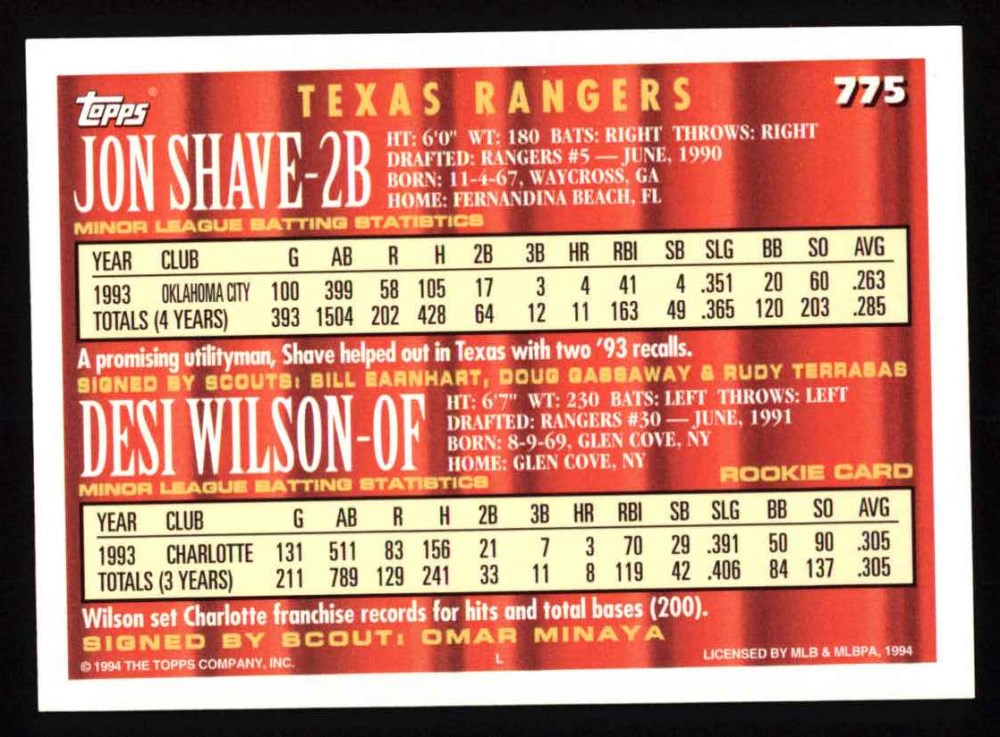 Topps® TEXAS RANGERS 775
JON SHAVE-2B
HT: 6'0" WT: 180 BATS: RIGHT THROWS: RIGHT
DRAFTED: RANGERS #5 — JUNE, 1990
BORN: 11-4-67, WAYCROSS, GA
HOME: FERNANDINA BEACH, FL
MINOR LEAGUE BATTING STATISTICS
YEAR CLUB G AB R H 2B 3B HR RBI SB SLG BB SO AVG
1993 OKLAHOMA CITY 100 399 58 105 17 3 4 41 4 .351 20 60 .263
TOTALS (4 YEARS) 393 1504 202 428 64 12 11 163 49 .365 120 203 .285
A promising utilityman, Shave helped out in Texas with two '93 recalls.
SIGNED BY SCOUTS: BILL EARNHART, DOUG GASSAWAY & RUDY TERRASAS
DESI WILSON-OF
HT: 6'7" WT: 230 BATS: LEFT THROWS: LEFT
DRAFTED: RANGERS #30 — JUNE, 1991
BORN: 8-9-69, GLEN COVE, NY
HOME: GLEN COVE, NY
ROOKIE CARD
MINOR LEAGUE BATTING STATISTICS
YEAR CLUB G AB R H 2B 3B HR RBI SB SLG BB SO AVG
1993 CHARLOTTE 131 511 83 156 21 7 3 70 29 .391 50 90 .305
TOTALS (3 YEARS) 211 789 129 241 33 11 8 119 42 .406 84 137 .305
Wilson set Charlotte franchise records for hits and total bases (200).
SIGNED BY SCOUT: OMAR MINAYA
© 1994 THE TOPPS COMPANY, INC. L LICENSED BY MLB & MLBPA, 1994